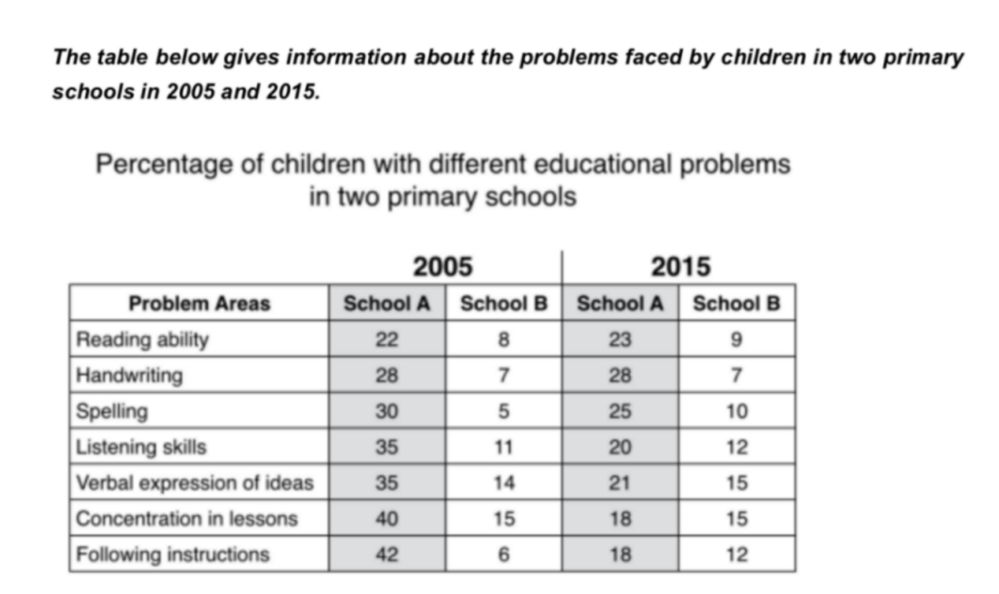 The table below gives information about the problems faced by children in two primary
schools in 2005 and 2015.
Percentage of children with different educational problems
in two primary schools
2005 2015
Problem Areas School A School B School A School B
Reading ability 22 8 23 9
Handwriting 28 7 28 7
Spelling 30 5 25 10
Listening skills 35 11 20 12
Verbal expression of ideas 35 14 21 15
Concentration in lessons 40 15 18 15
Following instructions 42 6 18 12